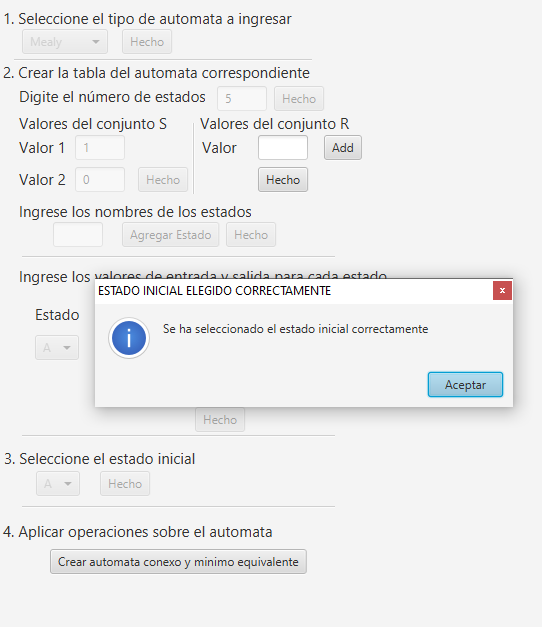 1. Seleccione el tipo de automata a ingresar
Mealy Hecho
2. Crear la tabla del automata correspondiente
Digite el número de estados 5 Hecho
Valores del conjunto S Valores del conjunto R
Valor 1 1 Valor Add
Valor 2 0 Hecho Hecho
Ingrese los nombres de los estados
Agregar Estado Hecho
Ingrese los valores de entrada y salida para cada estado
ESTADO INICIAL ELEGIDO CORRECTAMENTE x
Estado
Se ha seleccionado el estado inicial correctamente
A
Aceptar
Hecho
3. Seleccione el estado inicial
A Hecho
4. Aplicar operaciones sobre el automata
Crear automata conexo y minimo equivalente